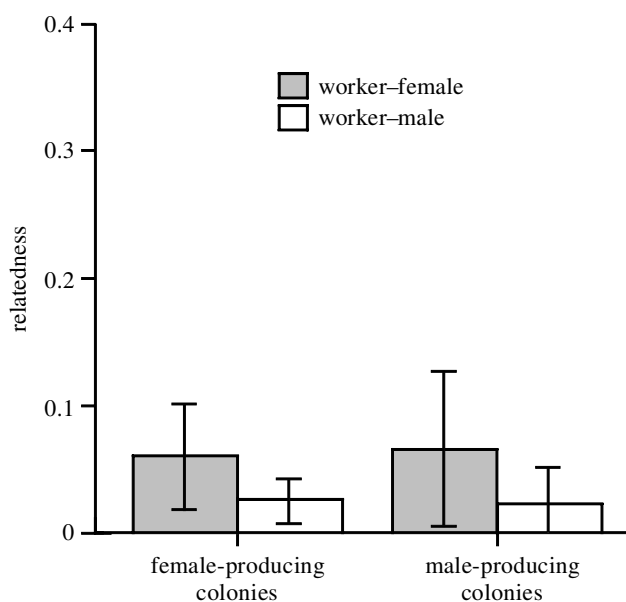 0.4
worker–female
worker–male
0.3
relatedness
0.2
0.1
0
female-producing
colonies
male-producing
colonies